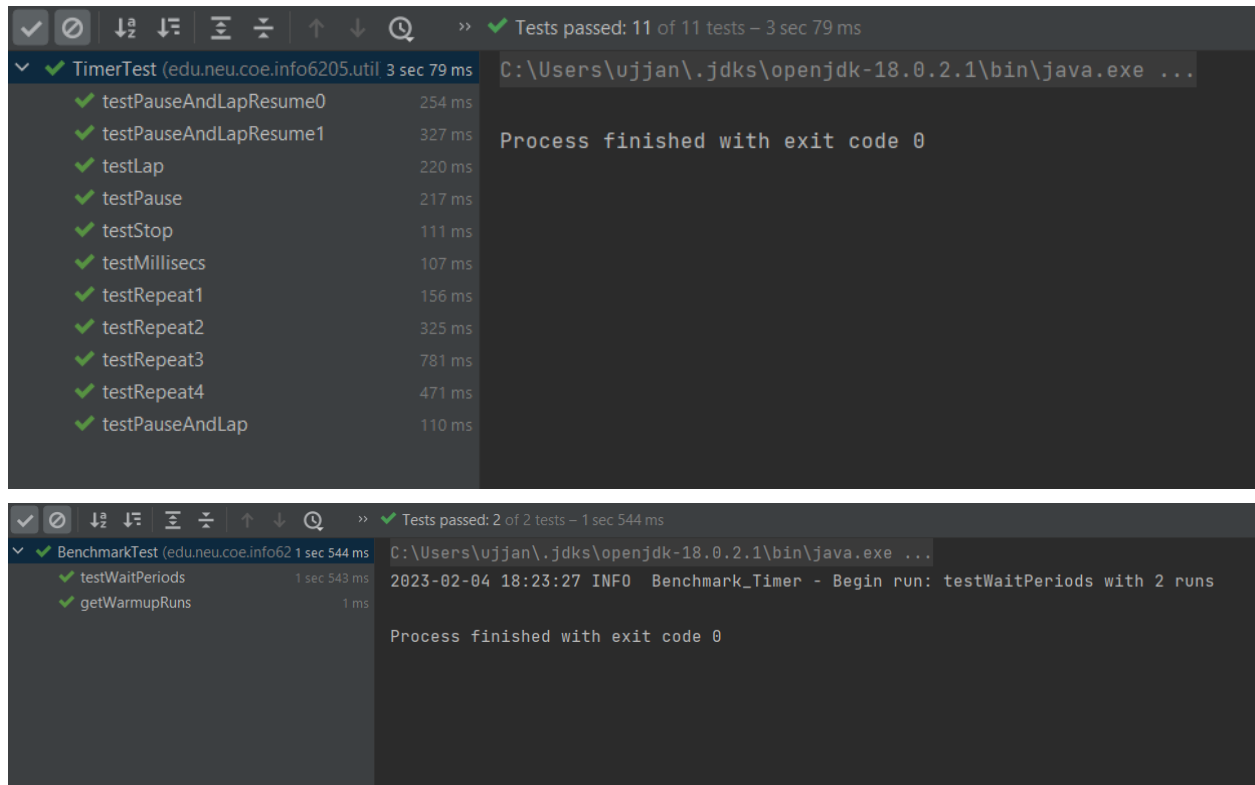 Tests passed: 11 of 11 tests – 3 sec 79 ms
TimerTest (edu.neu.coe.info6205.util 3 sec 79 ms
testPauseAndLapResume0 254 ms
testPauseAndLapResume1 327 ms
testLap 220 ms
testPause 217 ms
testStop 111 ms
testMillisecs 107 ms
testRepeat1 156 ms
testRepeat2 325 ms
testRepeat3 781 ms
testRepeat4 471 ms
testPauseAndLap 110 ms
C:\Users\ujjan\.jdks\openjdk-18.0.2.1\bin\java.exe ...
Process finished with exit code 0
Tests passed: 2 of 2 tests – 1 sec 544 ms
BenchmarkTest (edu.neu.coe.info62 1 sec 544 ms
testWaitPeriods 1 sec 543 ms
getWarmupRuns 1 ms
C:\Users\ujjan\.jdks\openjdk-18.0.2.1\bin\java.exe ...
2023-02-04 18:23:27 INFO  Benchmark_Timer - Begin run: testWaitPeriods with 2 runs
Process finished with exit code 0